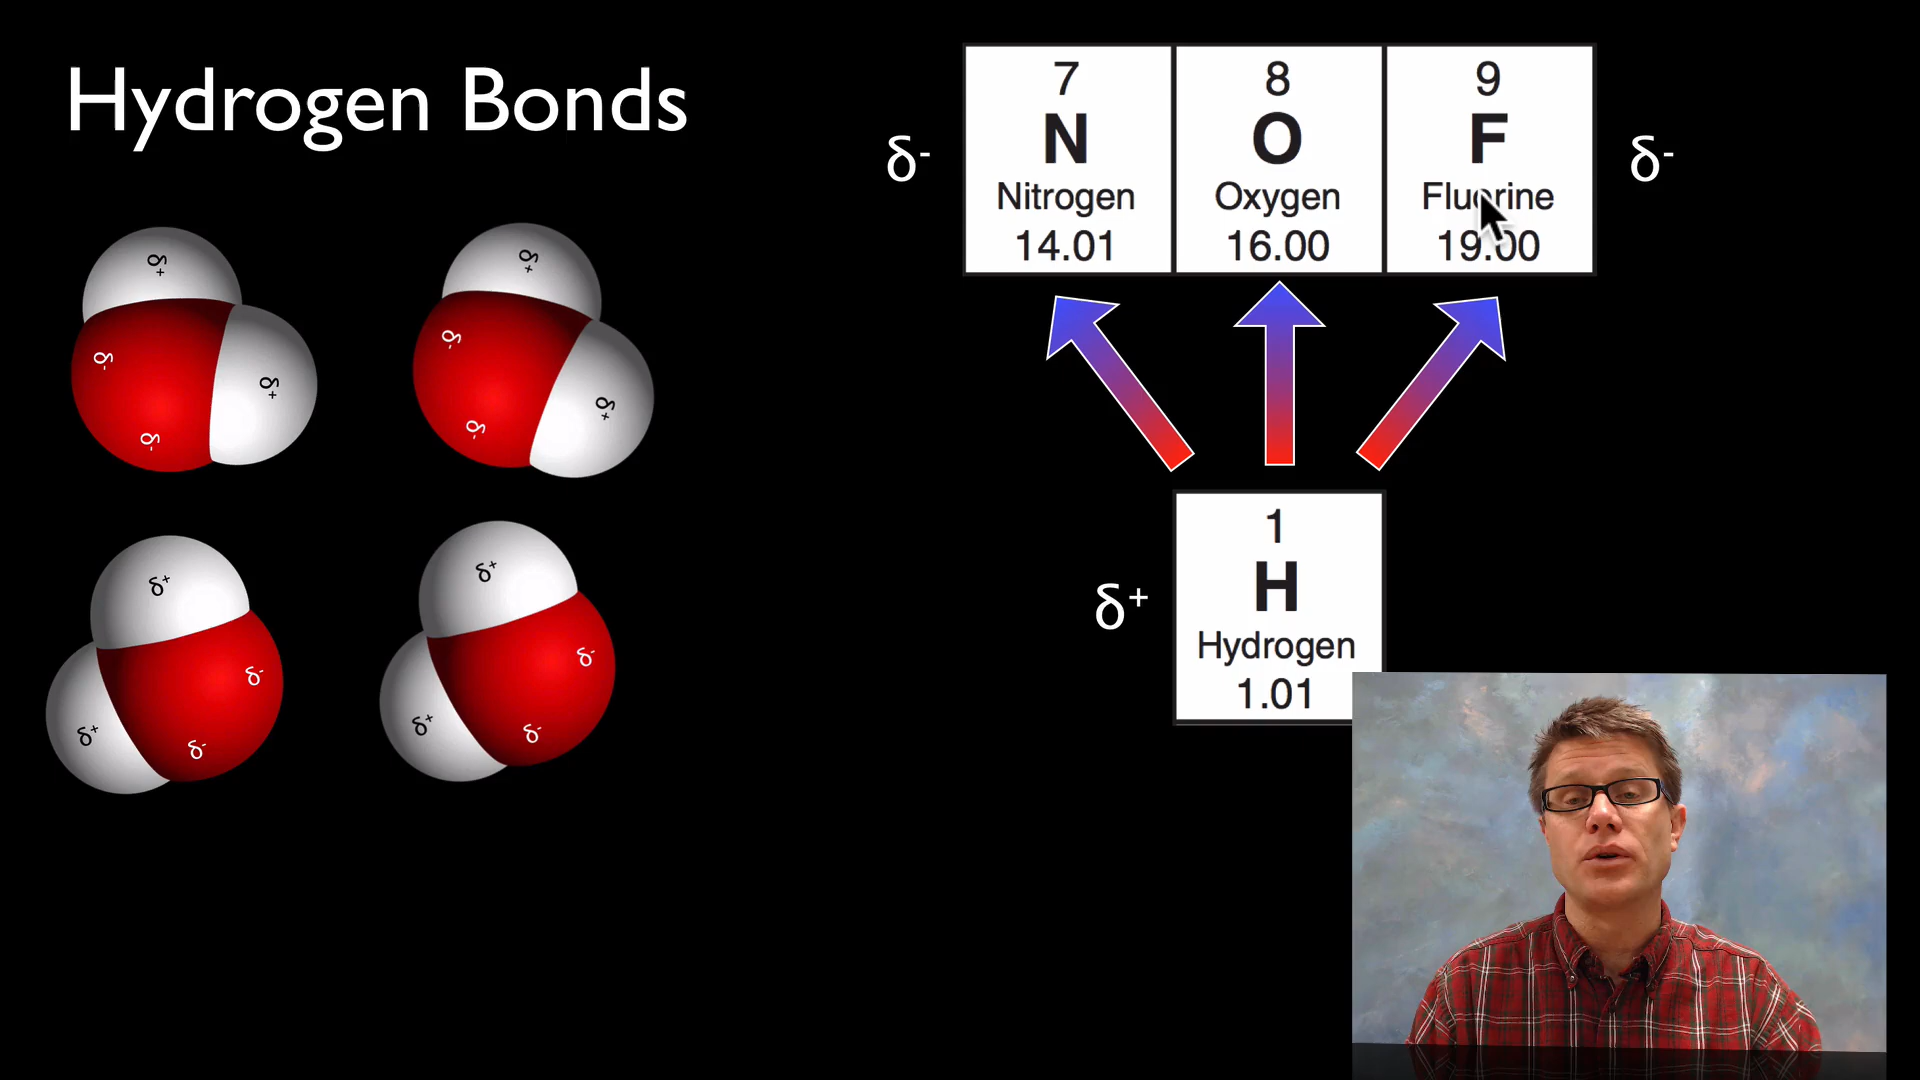 Hydrogen Bonds
7
N
Nitrogen
14.01
8
O
Oxygen
16.00
9
F
Fluorine
19.00
δ-
δ-
δ+
δ+
δ-
δ-
δ+
δ+
δ-
δ-
δ+
δ+
δ-
δ-
δ+
δ+
δ-
δ-
δ+
1
H
Hydrogen
1.01